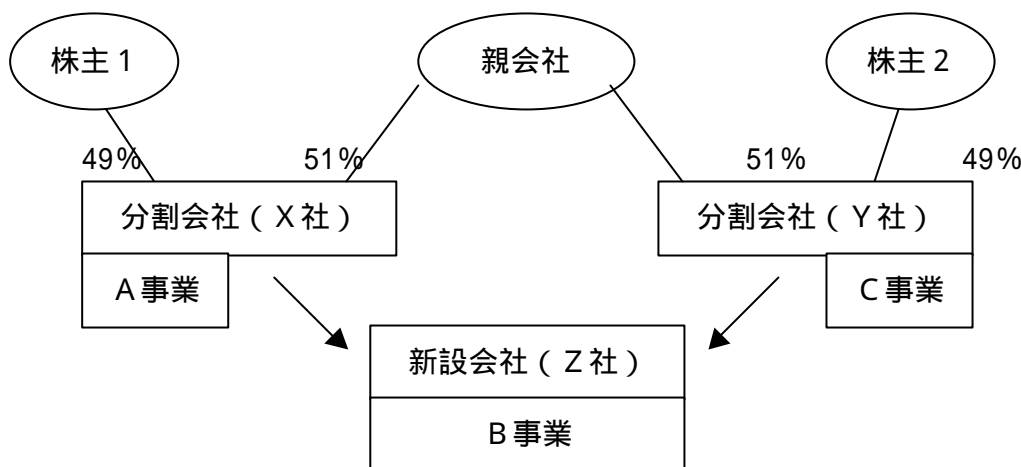 株主1
親会社
株主2
49%
51%
51%
49%
分割会社(X社)
分割会社(Y社)
A事業
C事業
新設会社(Z社)
B事業